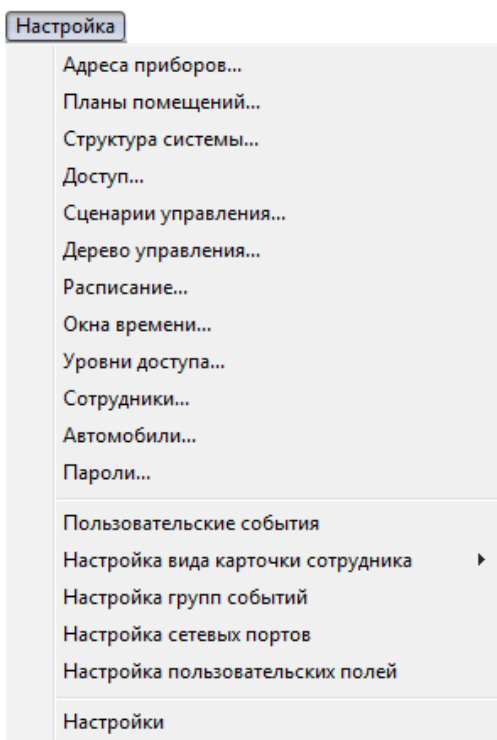 Настройка
Адреса приборов...
Планы помещений...
Структура системы...
Доступ...
Сценарии управления...
Дерево управления...
Расписание...
Окна времени...
Уровни доступа...
Сотрудники...
Автомобили...
Пароли...
Пользовательские события
Настройка вида карточки сотрудника
Настройка групп событий
Настройка сетевых портов
Настройка пользовательских полей
Настройки